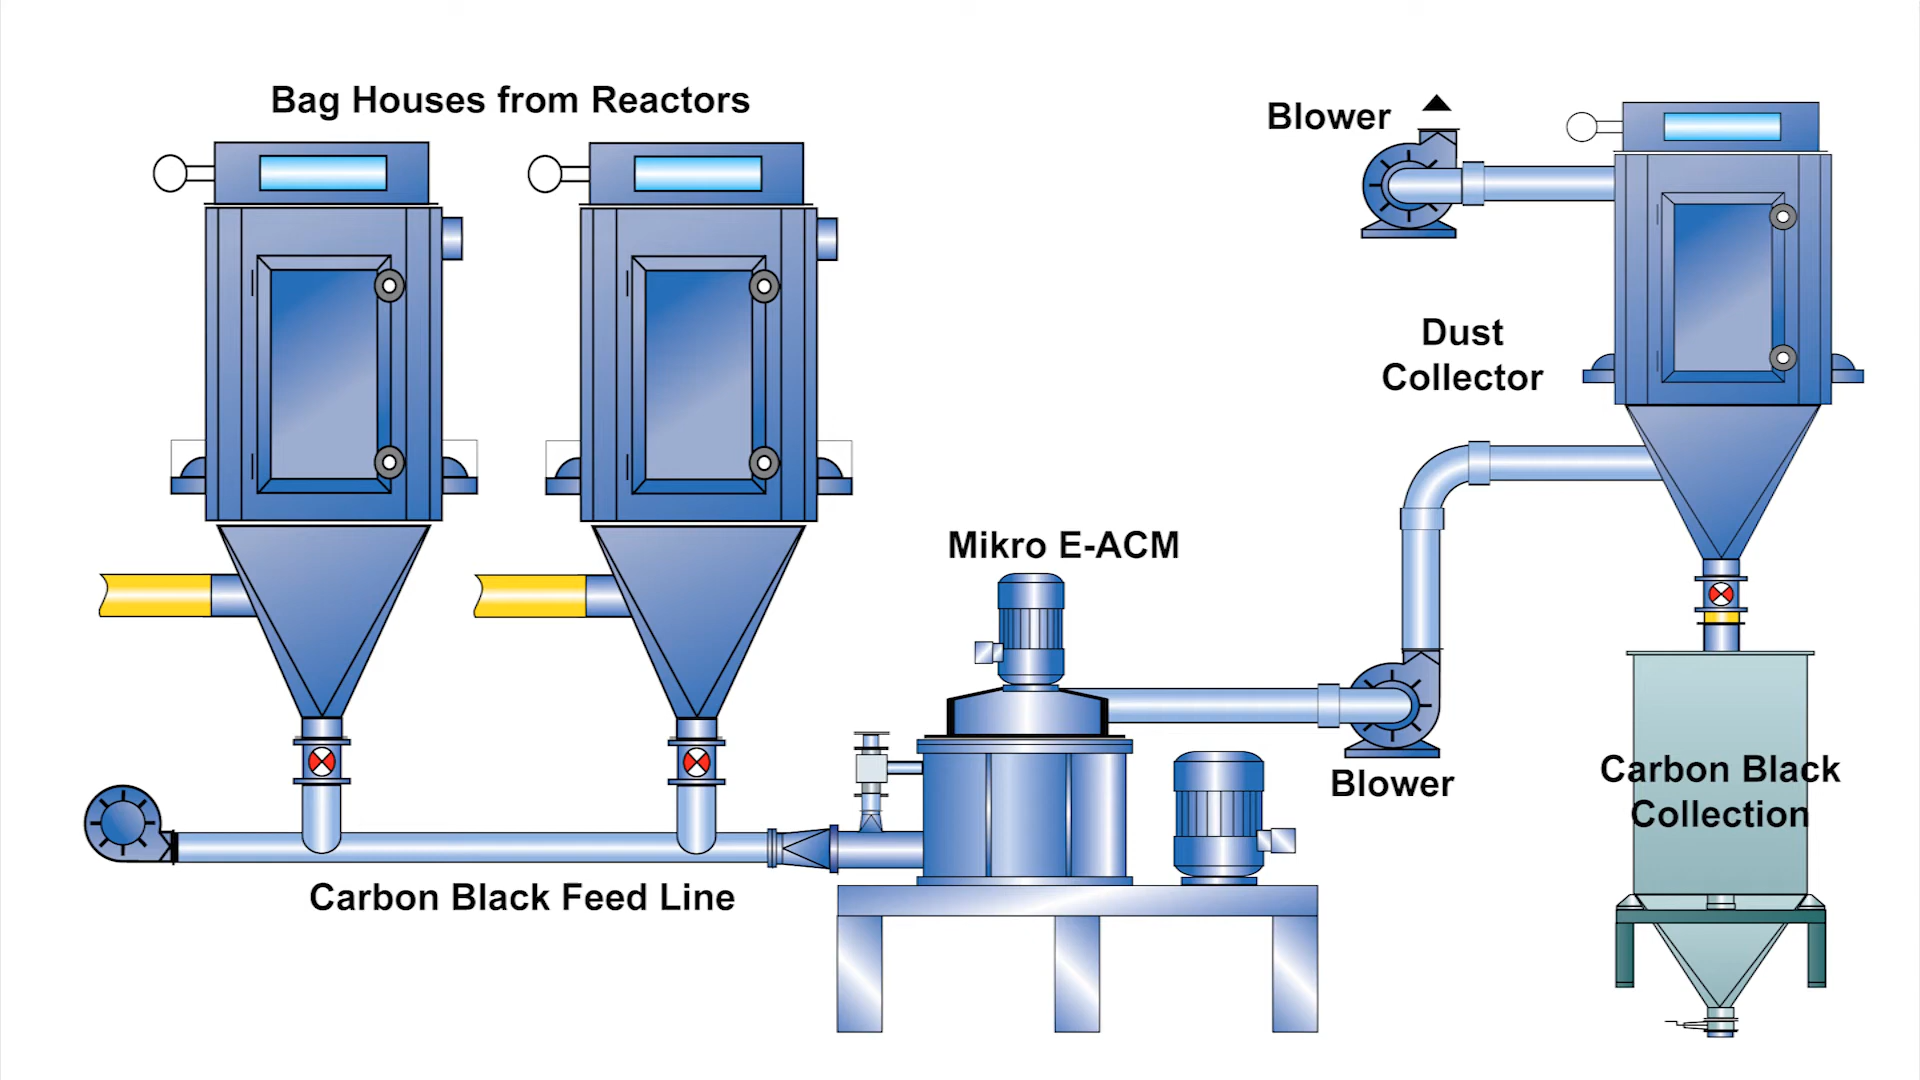 Bag Houses from Reactors
Blower
Dust
Collector
Mikro E-ACM
Blower
Carbon Black
Collection
Carbon Black Feed Line